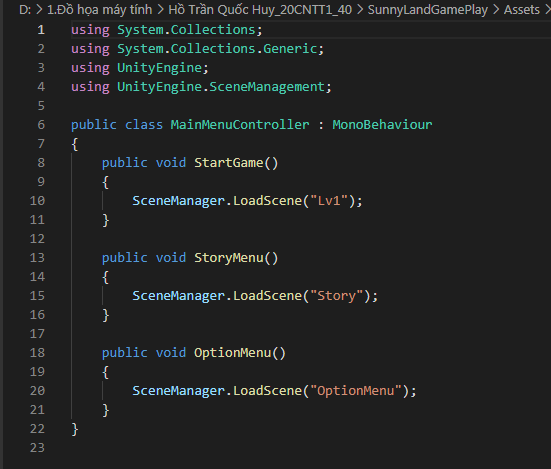 D: > 1.Đồ họa máy tính > Hồ Trần Quốc Huy_20CNTT1_40 > SunnyLandGamePlay > Assets >
1 using System.Collections;
2 using System.Collections.Generic;
3 using UnityEngine;
4 using UnityEngine.SceneManagement;
5
6 public class MainMenuController : MonoBehaviour
7 {
8     public void StartGame()
9     {
10         SceneManager.LoadScene("Lv1");
11     }
12
13     public void StoryMenu()
14     {
15         SceneManager.LoadScene("Story");
16     }
17
18     public void OptionMenu()
19     {
20         SceneManager.LoadScene("OptionMenu");
21     }
22 }
23